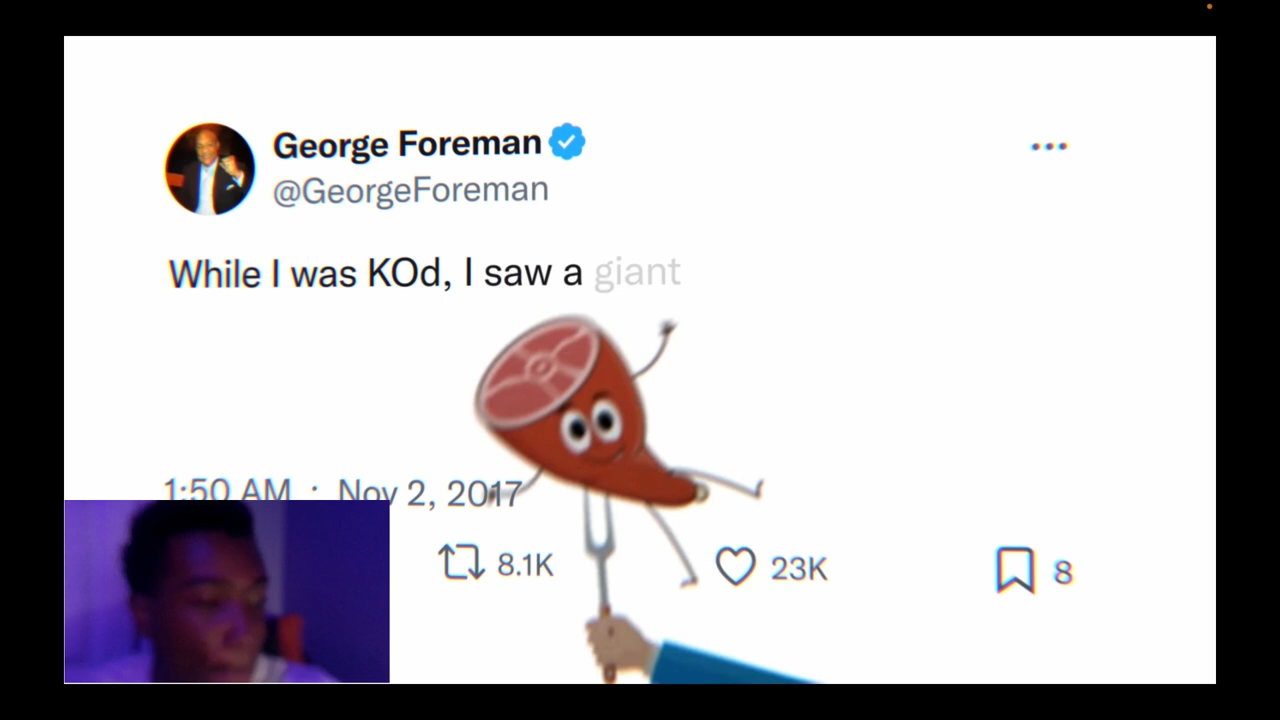 George Foreman
@GeorgeForeman
While I was KOd, I saw a giant
1:50 AM · Nov 2, 2017
8.1K 23K 8